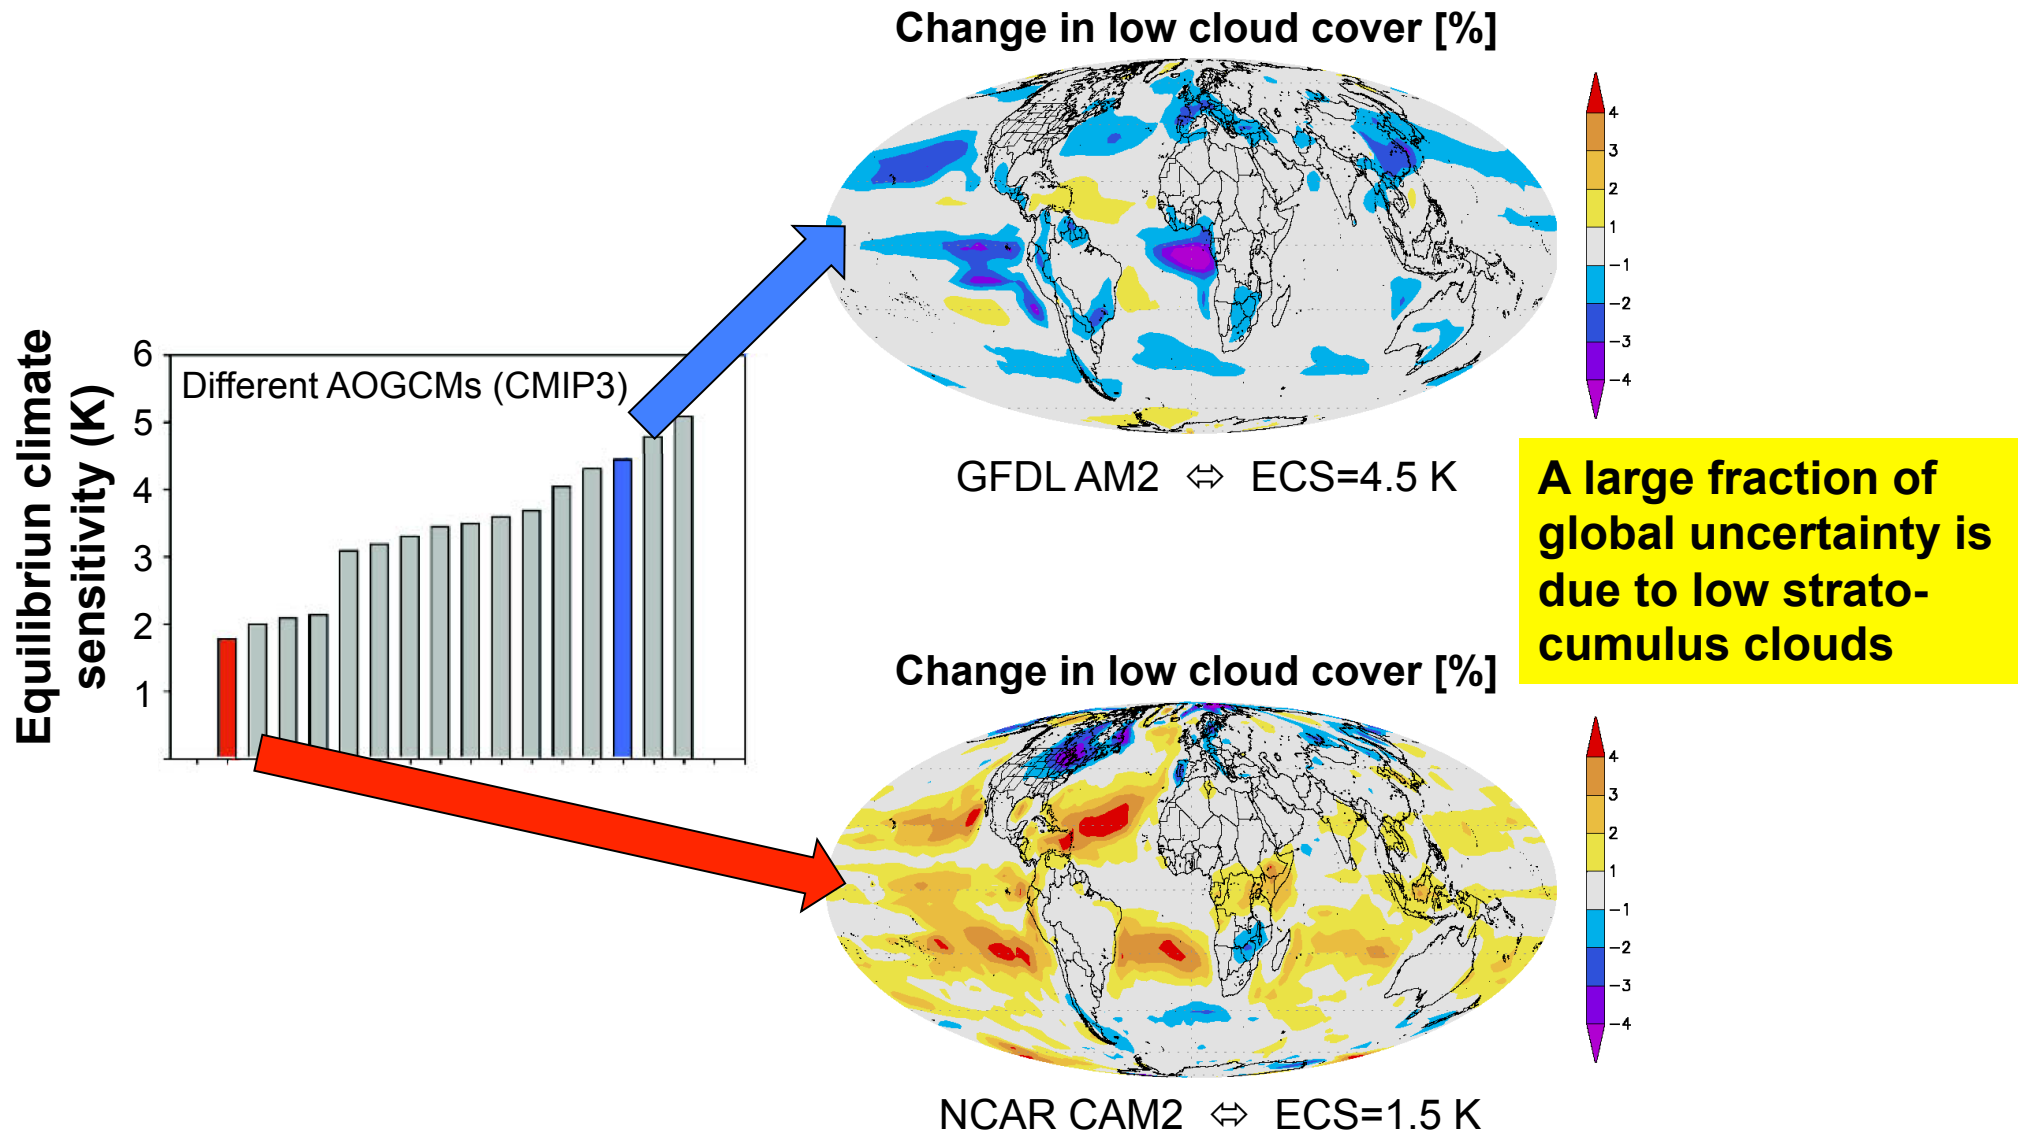 Change in low cloud cover [%]
4
3
2
1
−1
−2
−3
−4
GFDL AM2 ⇔ ECS=4.5 K
Equilibriun climate
sensitivity (K)
6
5
4
3
2
1
Different AOGCMs (CMIP3)
A large fraction of
global uncertainty is
due to low strato-
cumulus clouds
Change in low cloud cover [%]
4
3
2
1
−1
−2
−3
−4
NCAR CAM2 ⇔ ECS=1.5 K